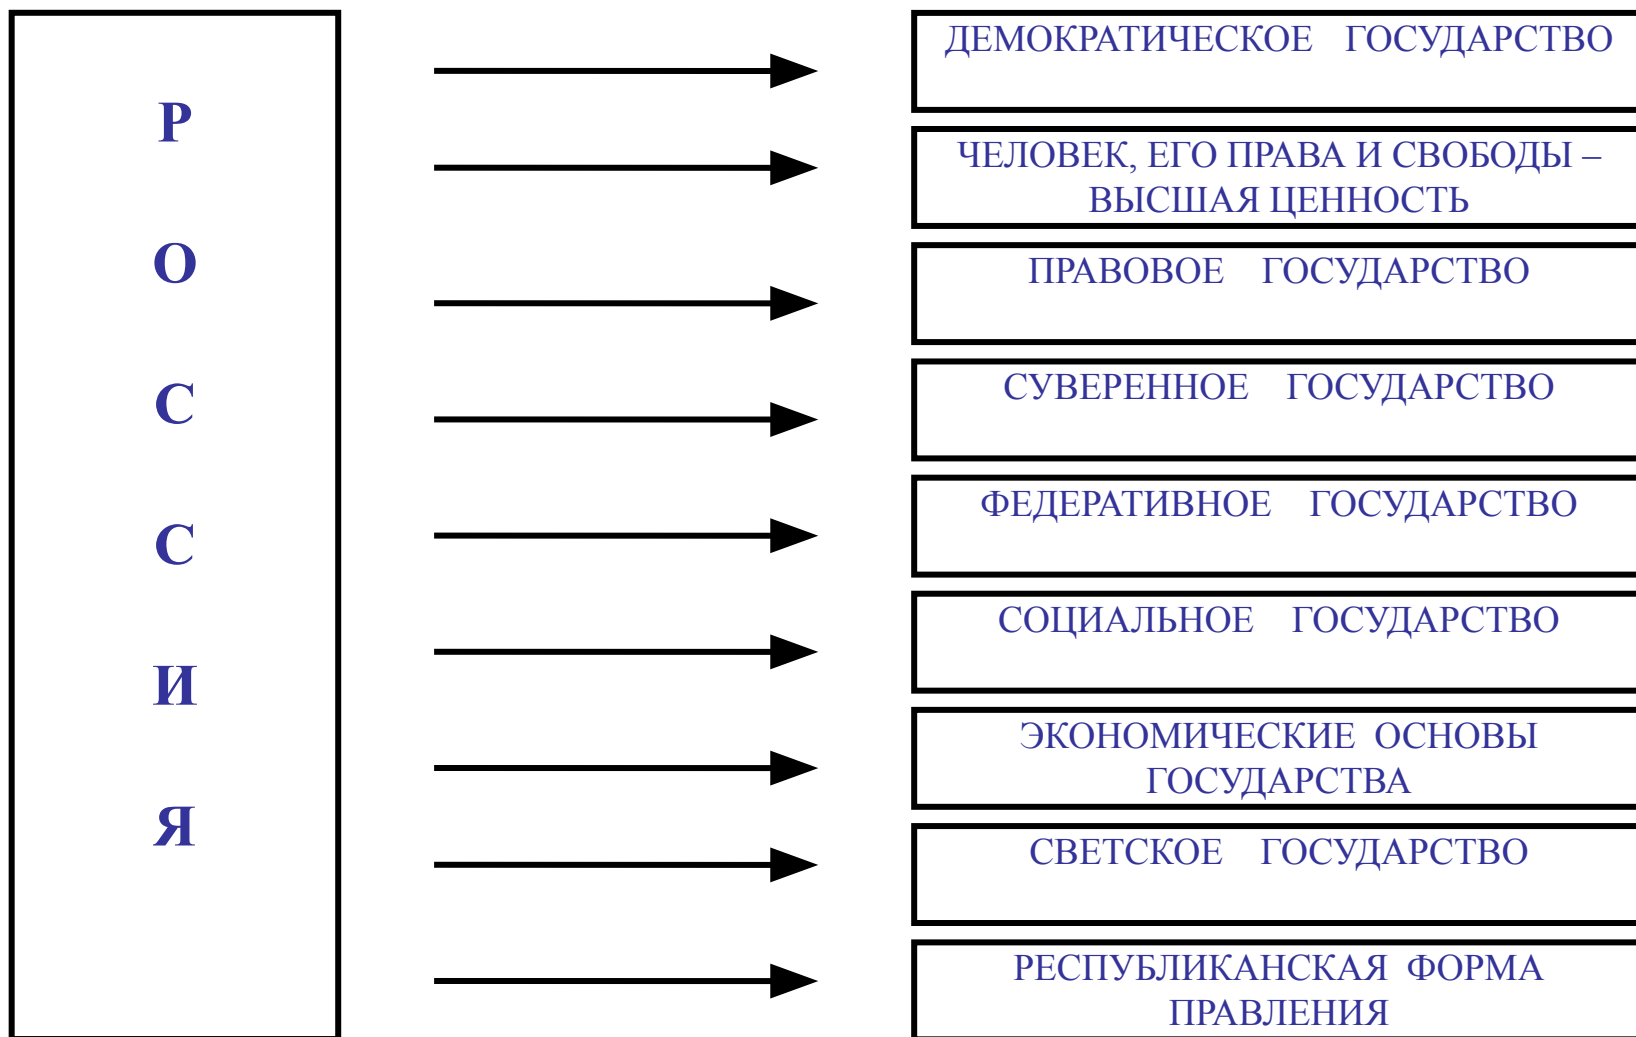 Р
О
С
С
И
Я
ДЕМОКРАТИЧЕСКОЕ ГОСУДАРСТВО
ЧЕЛОВЕК, ЕГО ПРАВА И СВОБОДЫ –
ВЫСШАЯ ЦЕННОСТЬ
ПРАВОВОЕ ГОСУДАРСТВО
СУВЕРЕННОЕ ГОСУДАРСТВО
ФЕДЕРАТИВНОЕ ГОСУДАРСТВО
СОЦИАЛЬНОЕ ГОСУДАРСТВО
ЭКОНОМИЧЕСКИЕ ОСНОВЫ
ГОСУДАРСТВА
СВЕТСКОЕ ГОСУДАРСТВО
РЕСПУБЛИКАНСКАЯ ФОРМА
ПРАВЛЕНИЯ